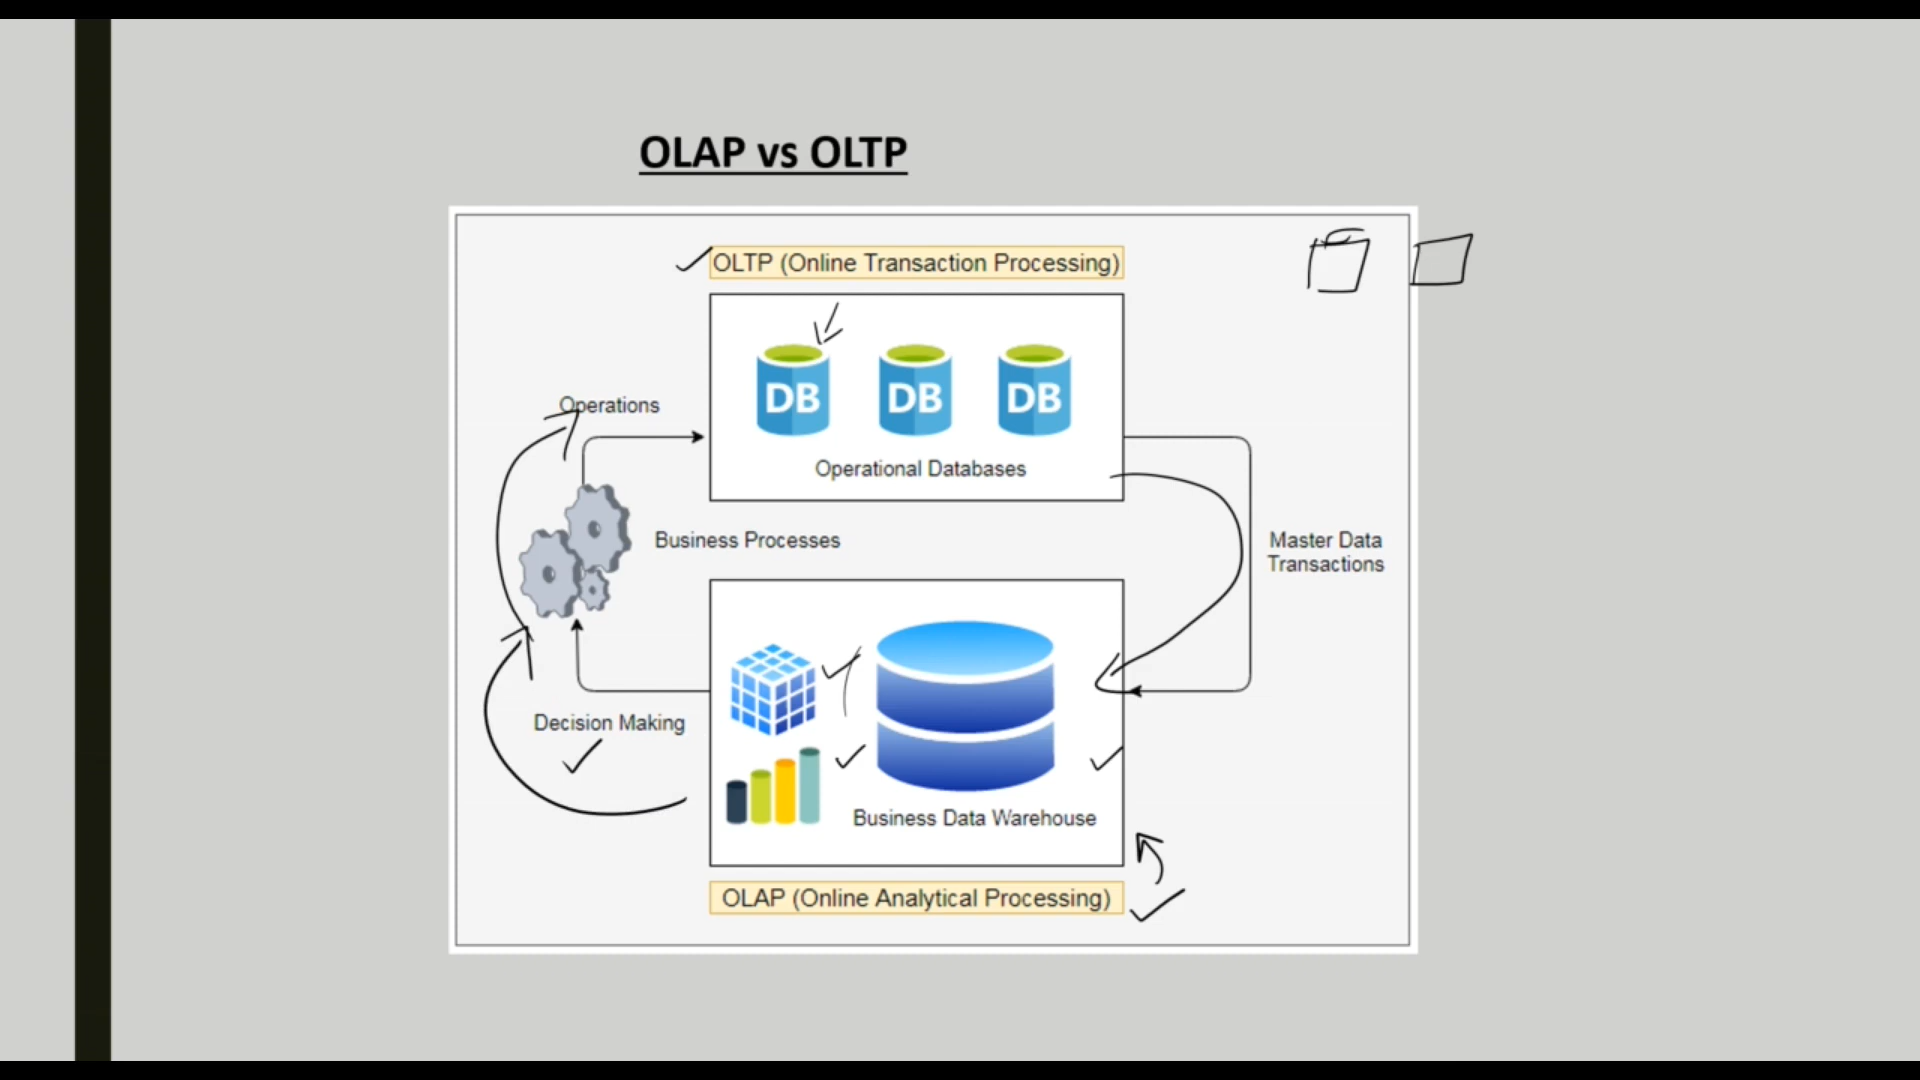 OLAP vs OLTP
OLTP (Online Transaction Processing)
DB DB DB
Operations
Operational Databases
Business Processes
Master Data
Transactions
Decision Making
Business Data Warehouse
OLAP (Online Analytical Processing)